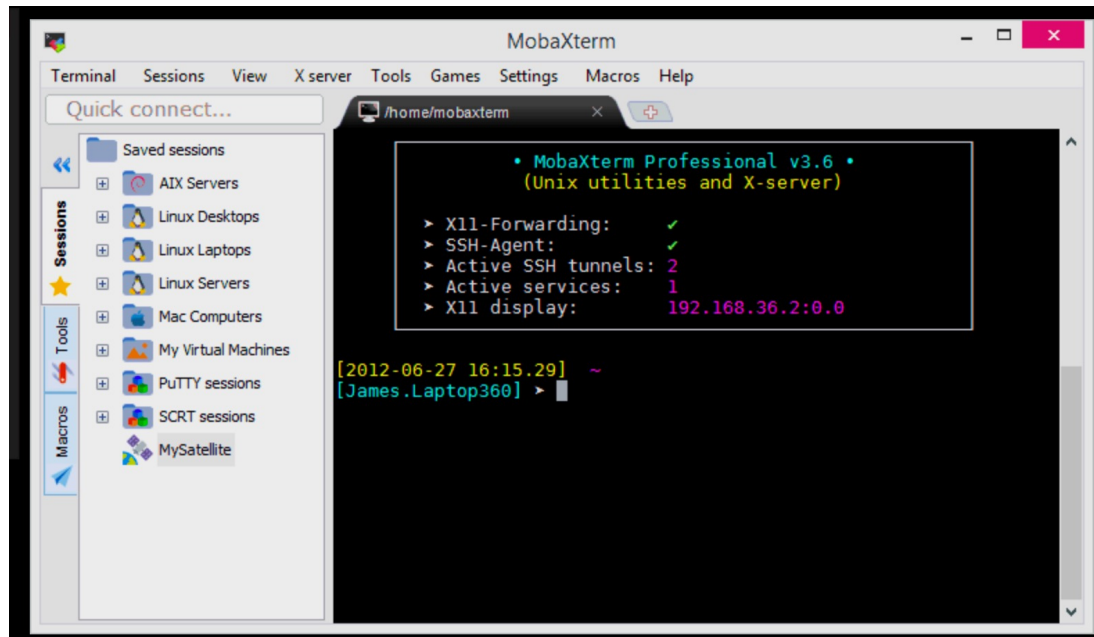 MobaXterm
Terminal Sessions View X server Tools Games Settings Macros Help
Quick connect...
/home/mobaxterm
Sessions
Tools
Macros
Saved sessions
AIX Servers
Linux Desktops
Linux Laptops
Linux Servers
Mac Computers
My Virtual Machines
PuTTY sessions
SCRT sessions
MySatellite
• MobaXterm Professional v3.6 •
(Unix utilities and X-server)
➤ X11-Forwarding: ✔
➤ SSH-Agent: ✔
➤ Active SSH tunnels: 2
➤ Active services: 1
➤ X11 display: 192.168.36.2:0.0
[2012-06-27 16:15.29] ~
[James.Laptop360] ➤